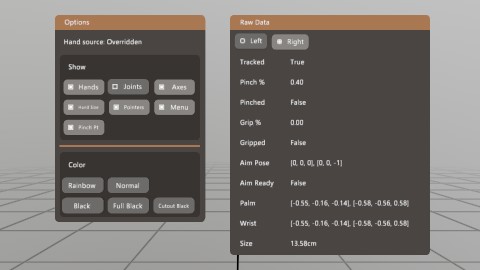 Options
Hand source: Overridden
Show
Hands
Joints
Axes
Hand Size
Pointers
Menu
Pinch Pt
Color
Rainbow
Normal
Black
Full Black
Cutout Black
Raw Data
Left
Right
Tracked True
Pinch % 0.40
Pinched False
Grip % 0.00
Gripped False
Aim Pose [0, 0, 0], [0, 0, -1]
Aim Ready False
Palm [-0.55, -0.16, -0.14], [-0.58, -0.56, 0.58]
Wrist [-0.55, -0.16, -0.14], [-0.58, -0.56, 0.58]
Size 13.58cm